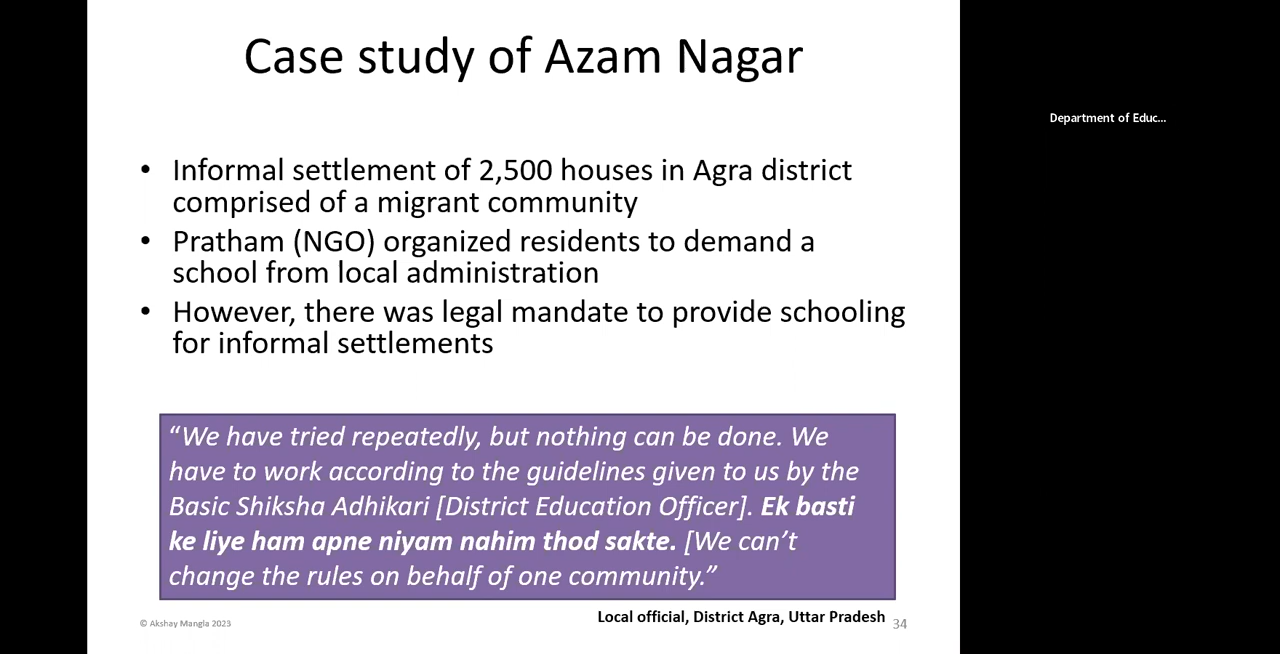 Case study of Azam Nagar
Department of Educ...
• Informal settlement of 2,500 houses in Agra district
comprised of a migrant community
• Pratham (NGO) organized residents to demand a
school from local administration
• However, there was legal mandate to provide schooling
for informal settlements
“We have tried repeatedly, but nothing can be done. We
have to work according to the guidelines given to us by the
Basic Shiksha Adhikari [District Education Officer]. Ek basti
ke liye ham apne niyam nahim thod sakte. [We can’t
change the rules on behalf of one community.”
Local official, District Agra, Uttar Pradesh
© Akshay Mangla 2023
34